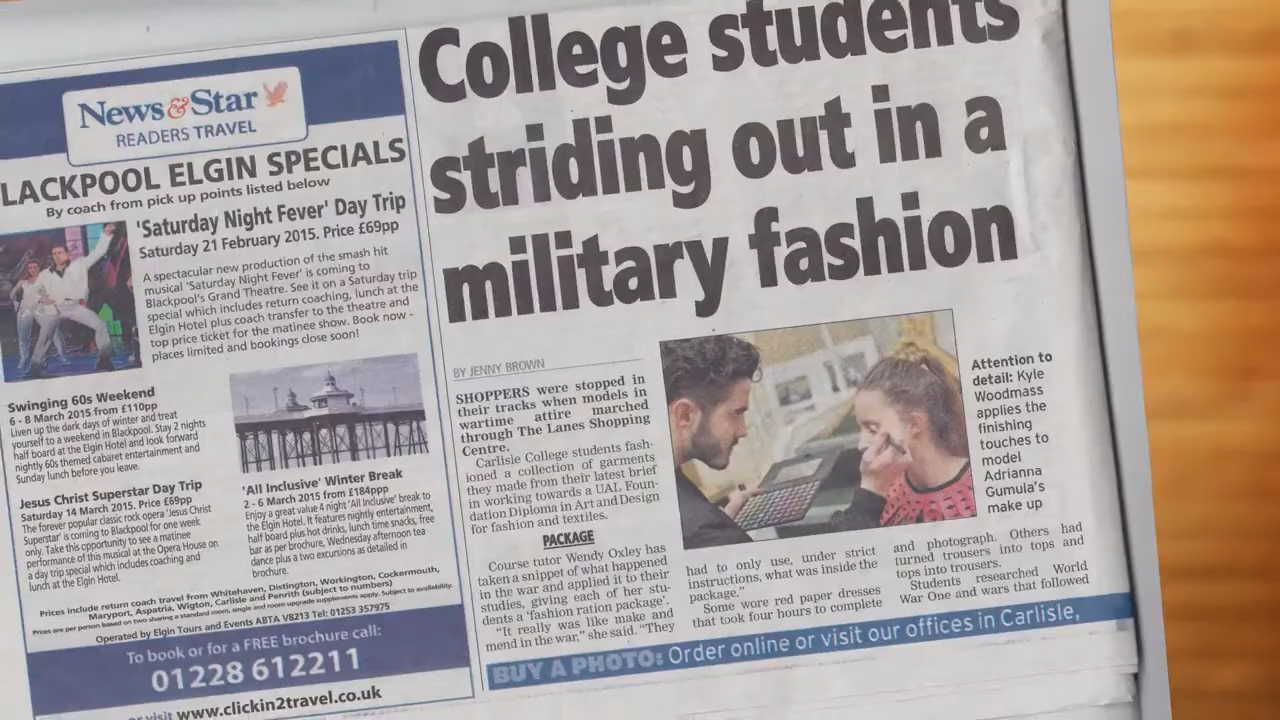 News & Star
READERS TRAVEL
LACKPOOL ELGIN SPECIALS
By coach from pick up points listed below
'Saturday Night Fever' Day Trip
Saturday 21 February 2015. Price £69pp
A spectacular new production of the smash hit
musical 'Saturday Night Fever' is coming to
Blackpool's Grand Theatre. See it on a Saturday trip
special which includes return coaching, lunch at the
Elgin Hotel plus coach transfer to the theatre and
top price ticket for the matinee show. Book now -
places limited and bookings close soon!
Swinging 60s Weekend
6 - 8 March 2015 from £110pp
Liven up the dark days of winter and treat
yourself to a weekend in Blackpool. Stay 2 nights
half board at the Elgin Hotel and look forward
nightly 60s themed cabaret entertainment and
Sunday lunch before you leave.
Jesus Christ Superstar Day Trip
Saturday 14 March 2015. Price £69pp
The forever popular classic rock opera 'Jesus Christ
Superstar' is coming to Blackpool for one week
only. Take this opportunity to see a matinee
performance of this musical at the Opera House on
a day trip special which includes coaching and
lunch at the Elgin Hotel.
'All Inclusive' Winter Break
2 - 6 March 2015 from £184ppp
Enjoy a great value 4 night 'All Inclusive' break to
the Elgin Hotel. It features nightly entertainment,
half board plus hot drinks, lunch time snacks, free
bar as per brochure, Wednesday afternoon tea
dance plus a two excursions as detailed in
brochure.
Prices include return coach travel from Whitehaven, Distington, Workington, Cockermouth,
Maryport, Aspatria, Wigton, Carlisle and Penrith (subject to numbers)
Prices are per person based on two sharing a standard room, single and room upgrade supplements apply. Subject to availability.
Operated by Elgin Tours and Events ABTA V8213 Tel: 01253 357975
To book or for a FREE brochure call:
01228 612211
or visit www.clickin2travel.co.uk
College students
striding out in a
military fashion
BY JENNY BROWN
SHOPPERS were stopped in
their tracks when models in
wartime attire marched
through The Lanes Shopping
Centre.
Carlisle College students fash-
ioned a collection of garments
they made from their latest brief
in working towards a UAL Foun-
dation Diploma in Art and Design
for fashion and textiles.
PACKAGE
Course tutor Wendy Oxley has
taken a snippet of what happened
in the war and applied it to their
studies, giving each of her stu-
dents a 'fashion ration package'.
"It really was like make and
mend in the war," she said. "They
had to only use, under strict
instructions, what was inside the
package."
Some wore red paper dresses
that took four hours to complete
and photograph. Others had
turned trousers into tops and
tops into trousers.
Students researched World
War One and wars that followed
Attention to
detail: Kyle
Woodmass
applies the
finishing
touches to
model
Adrianna
Gumula's
make up
BUY A PHOTO: Order online or visit our offices in Carlisle,